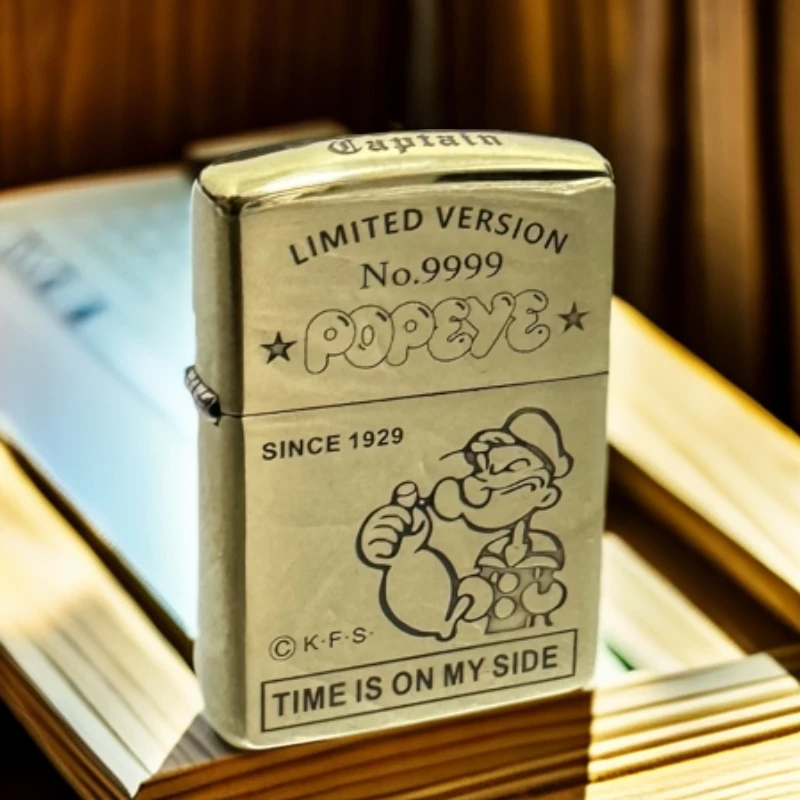 Captain
LIMITED VERSION
No.9999
★ POPEYE ★
SINCE 1929
© K·F·S·
TIME IS ON MY SIDE